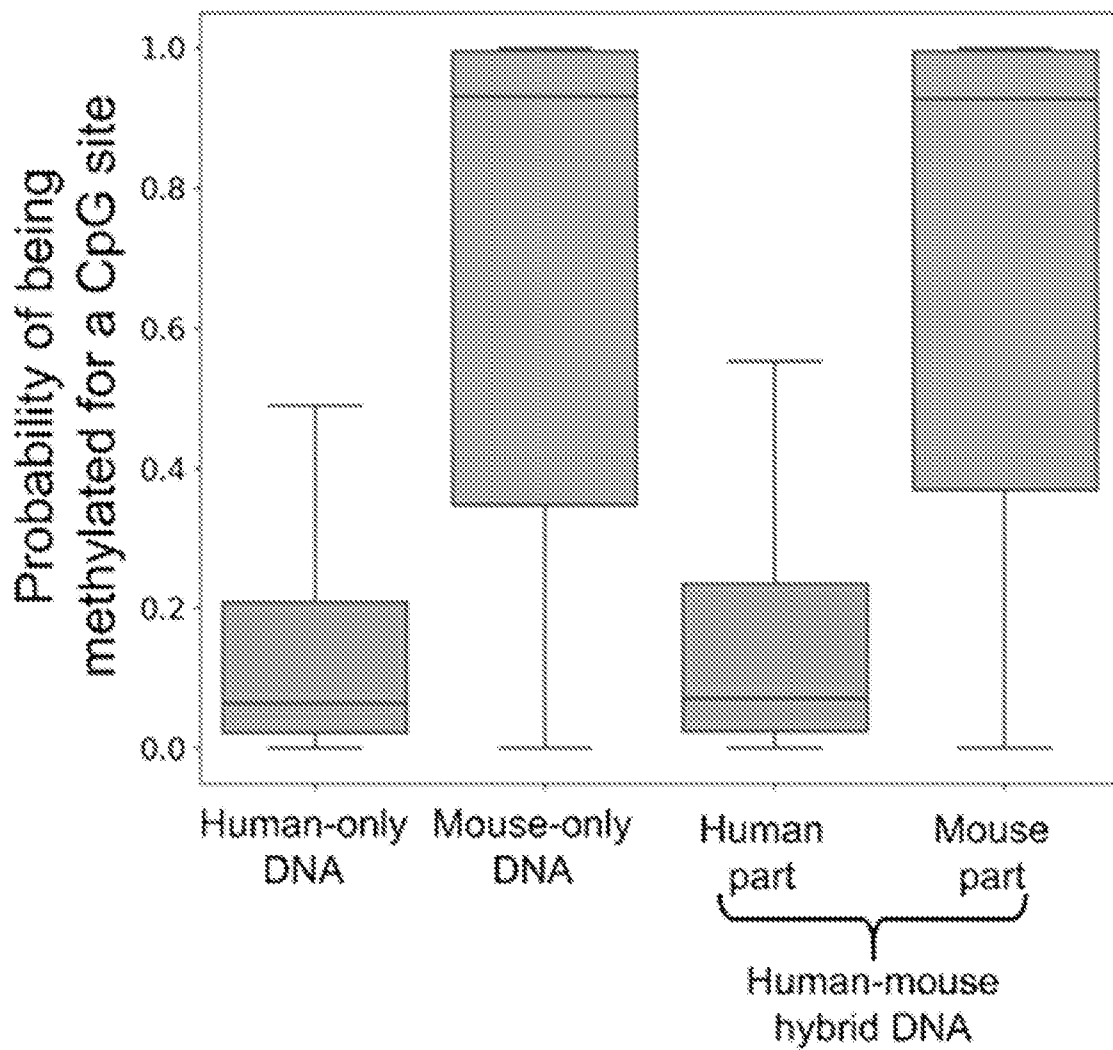 Probability of being
methylated for a CpG site
1.0
0.8
0.6
0.4
0.2
0.0
Human-only
DNA
Mouse-only
DNA
Human
part
Mouse
part
Human-mouse
hybrid DNA